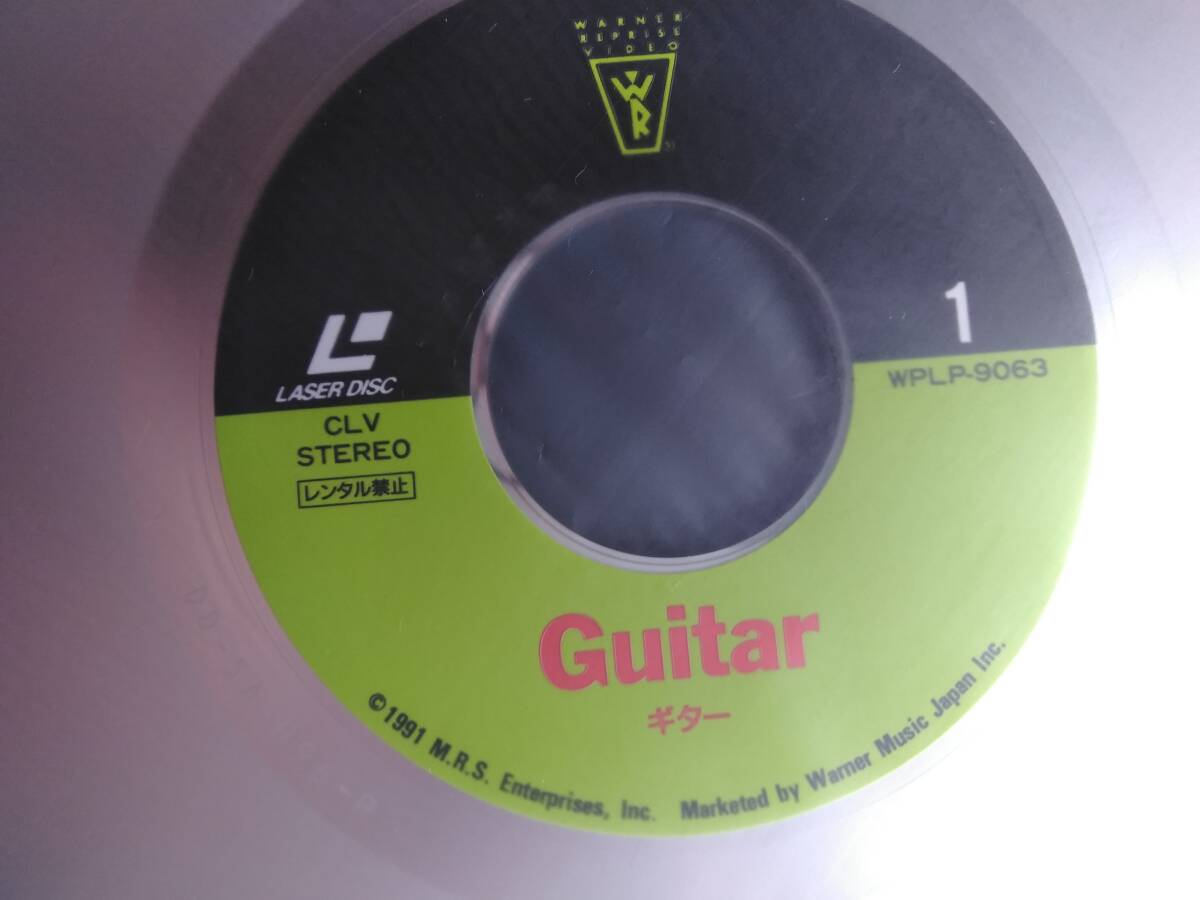 WARNER
REPRISE
VIDEO
WR
1
LASER DISC
WPLP-9063
CLV
STEREO
レンタル禁止
Guitar
ギター
©1991 M.R.S. Enterprises, Inc. Marketed by Warner Music Japan Inc.